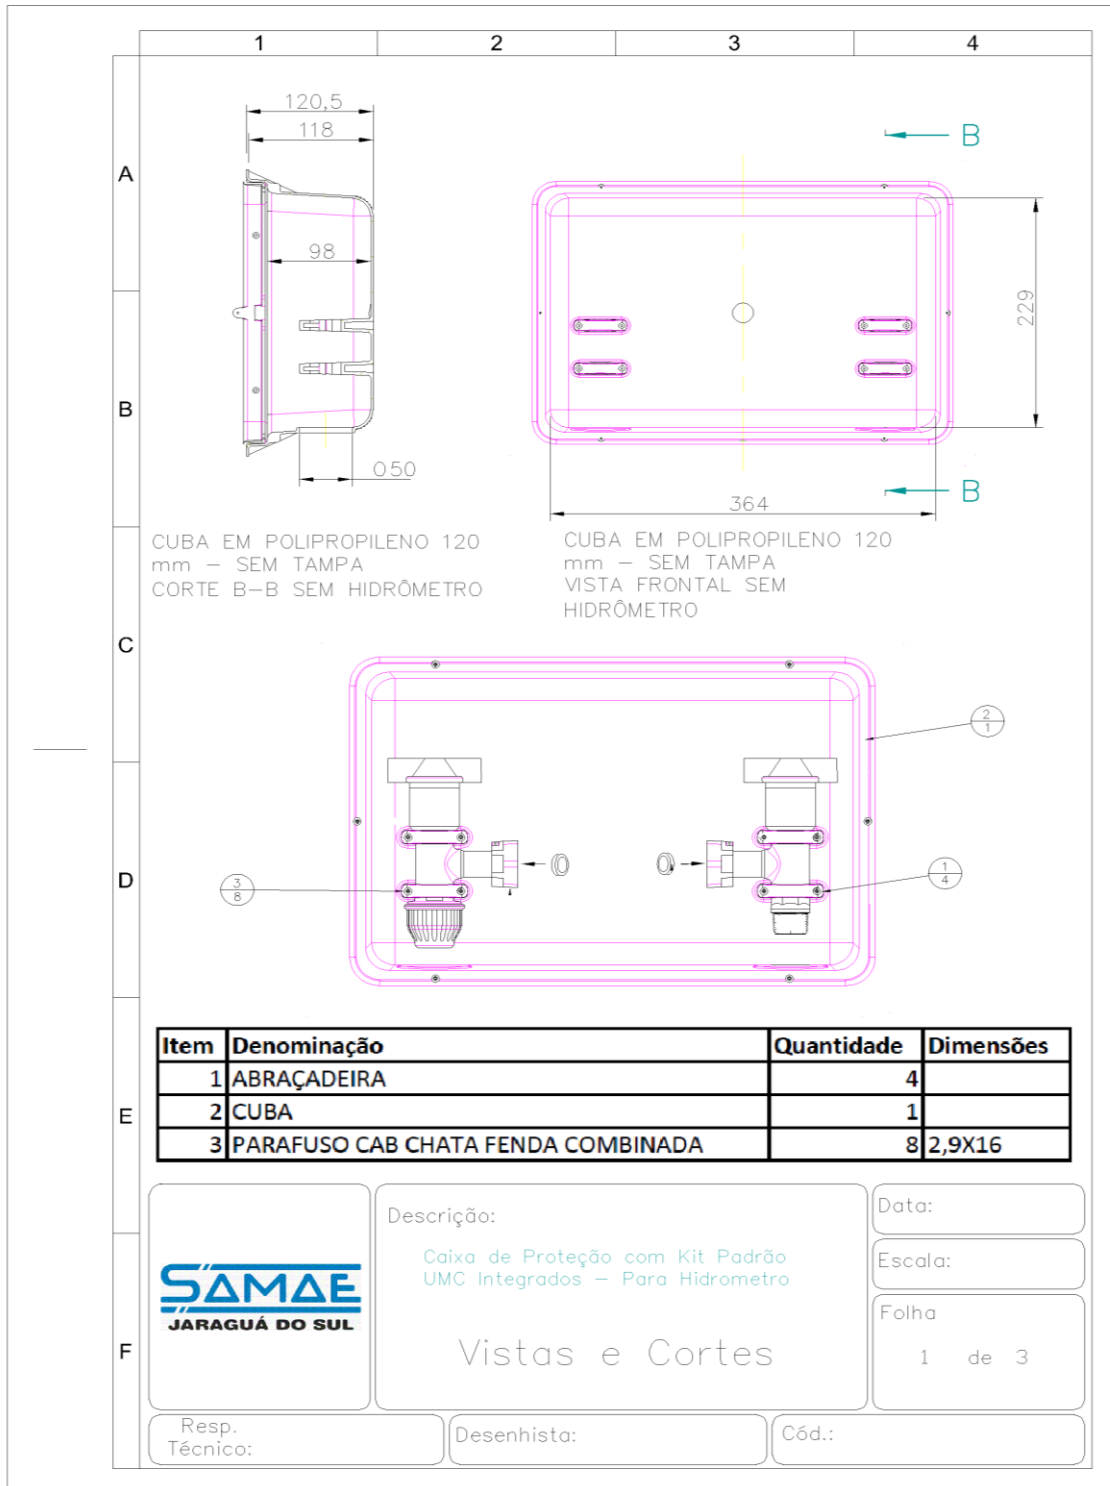 1 2 3 4
A
B
C
D
E
F
120,5
118
98
O50
B
229
364
B
CUBA EM POLIPROPILENO 120
mm – SEM TAMPA
CORTE B–B SEM HIDRÔMETRO
CUBA EM POLIPROPILENO 120
mm – SEM TAMPA
VISTA FRONTAL SEM
HIDRÔMETRO
2
1
3
8
1
4
Item Denominação Quantidade Dimensões
1 ABRAÇADEIRA 4
2 CUBA 1
3 PARAFUSO CAB CHATA FENDA COMBINADA 8 2,9X16
SAMAE
JARAGUÁ DO SUL
Descrição:
Caixa de Proteção com Kit Padrão
UMC Integrados – Para Hidrometro
Vistas e Cortes
Data:
Escala:
Folha
1 de 3
Resp.
Técnico:
Desenhista:
Cód.: